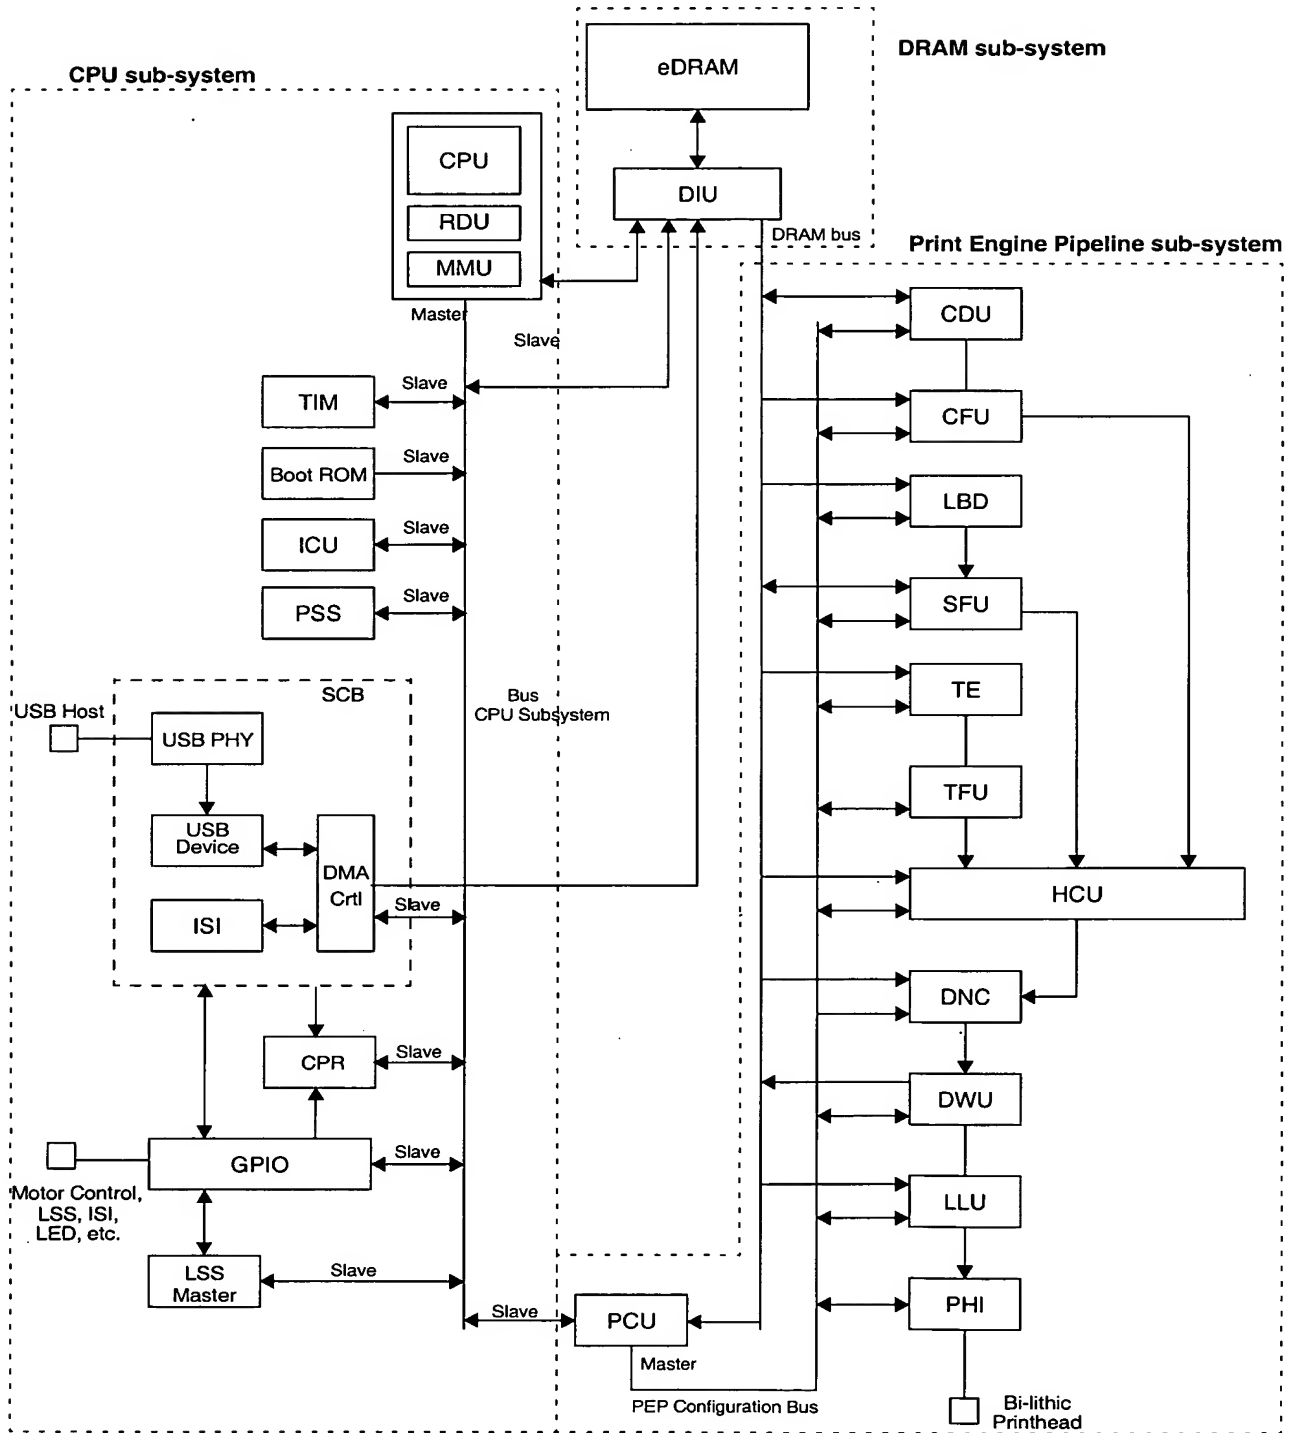 DRAM sub-system
eDRAM
DIU
DRAM bus
CPU sub-system
CPU
RDU
MMU
Master
Slave
TIM
Slave
Boot ROM
Slave
ICU
Slave
PSS
Slave
Bus
CPU Subsystem
SCB
USB Host
USB PHY
USB
Device
ISI
DMA
Crtl
Slave
CPR
Slave
GPIO
Slave
Motor Control,
LSS, ISI,
LED, etc.
LSS
Master
Slave
Slave
PCU
Master
PEP Configuration Bus
Print Engine Pipeline sub-system
CDU
CFU
LBD
SFU
TE
TFU
HCU
DNC
DWU
LLU
PHI
Bi-lithic
Printhead